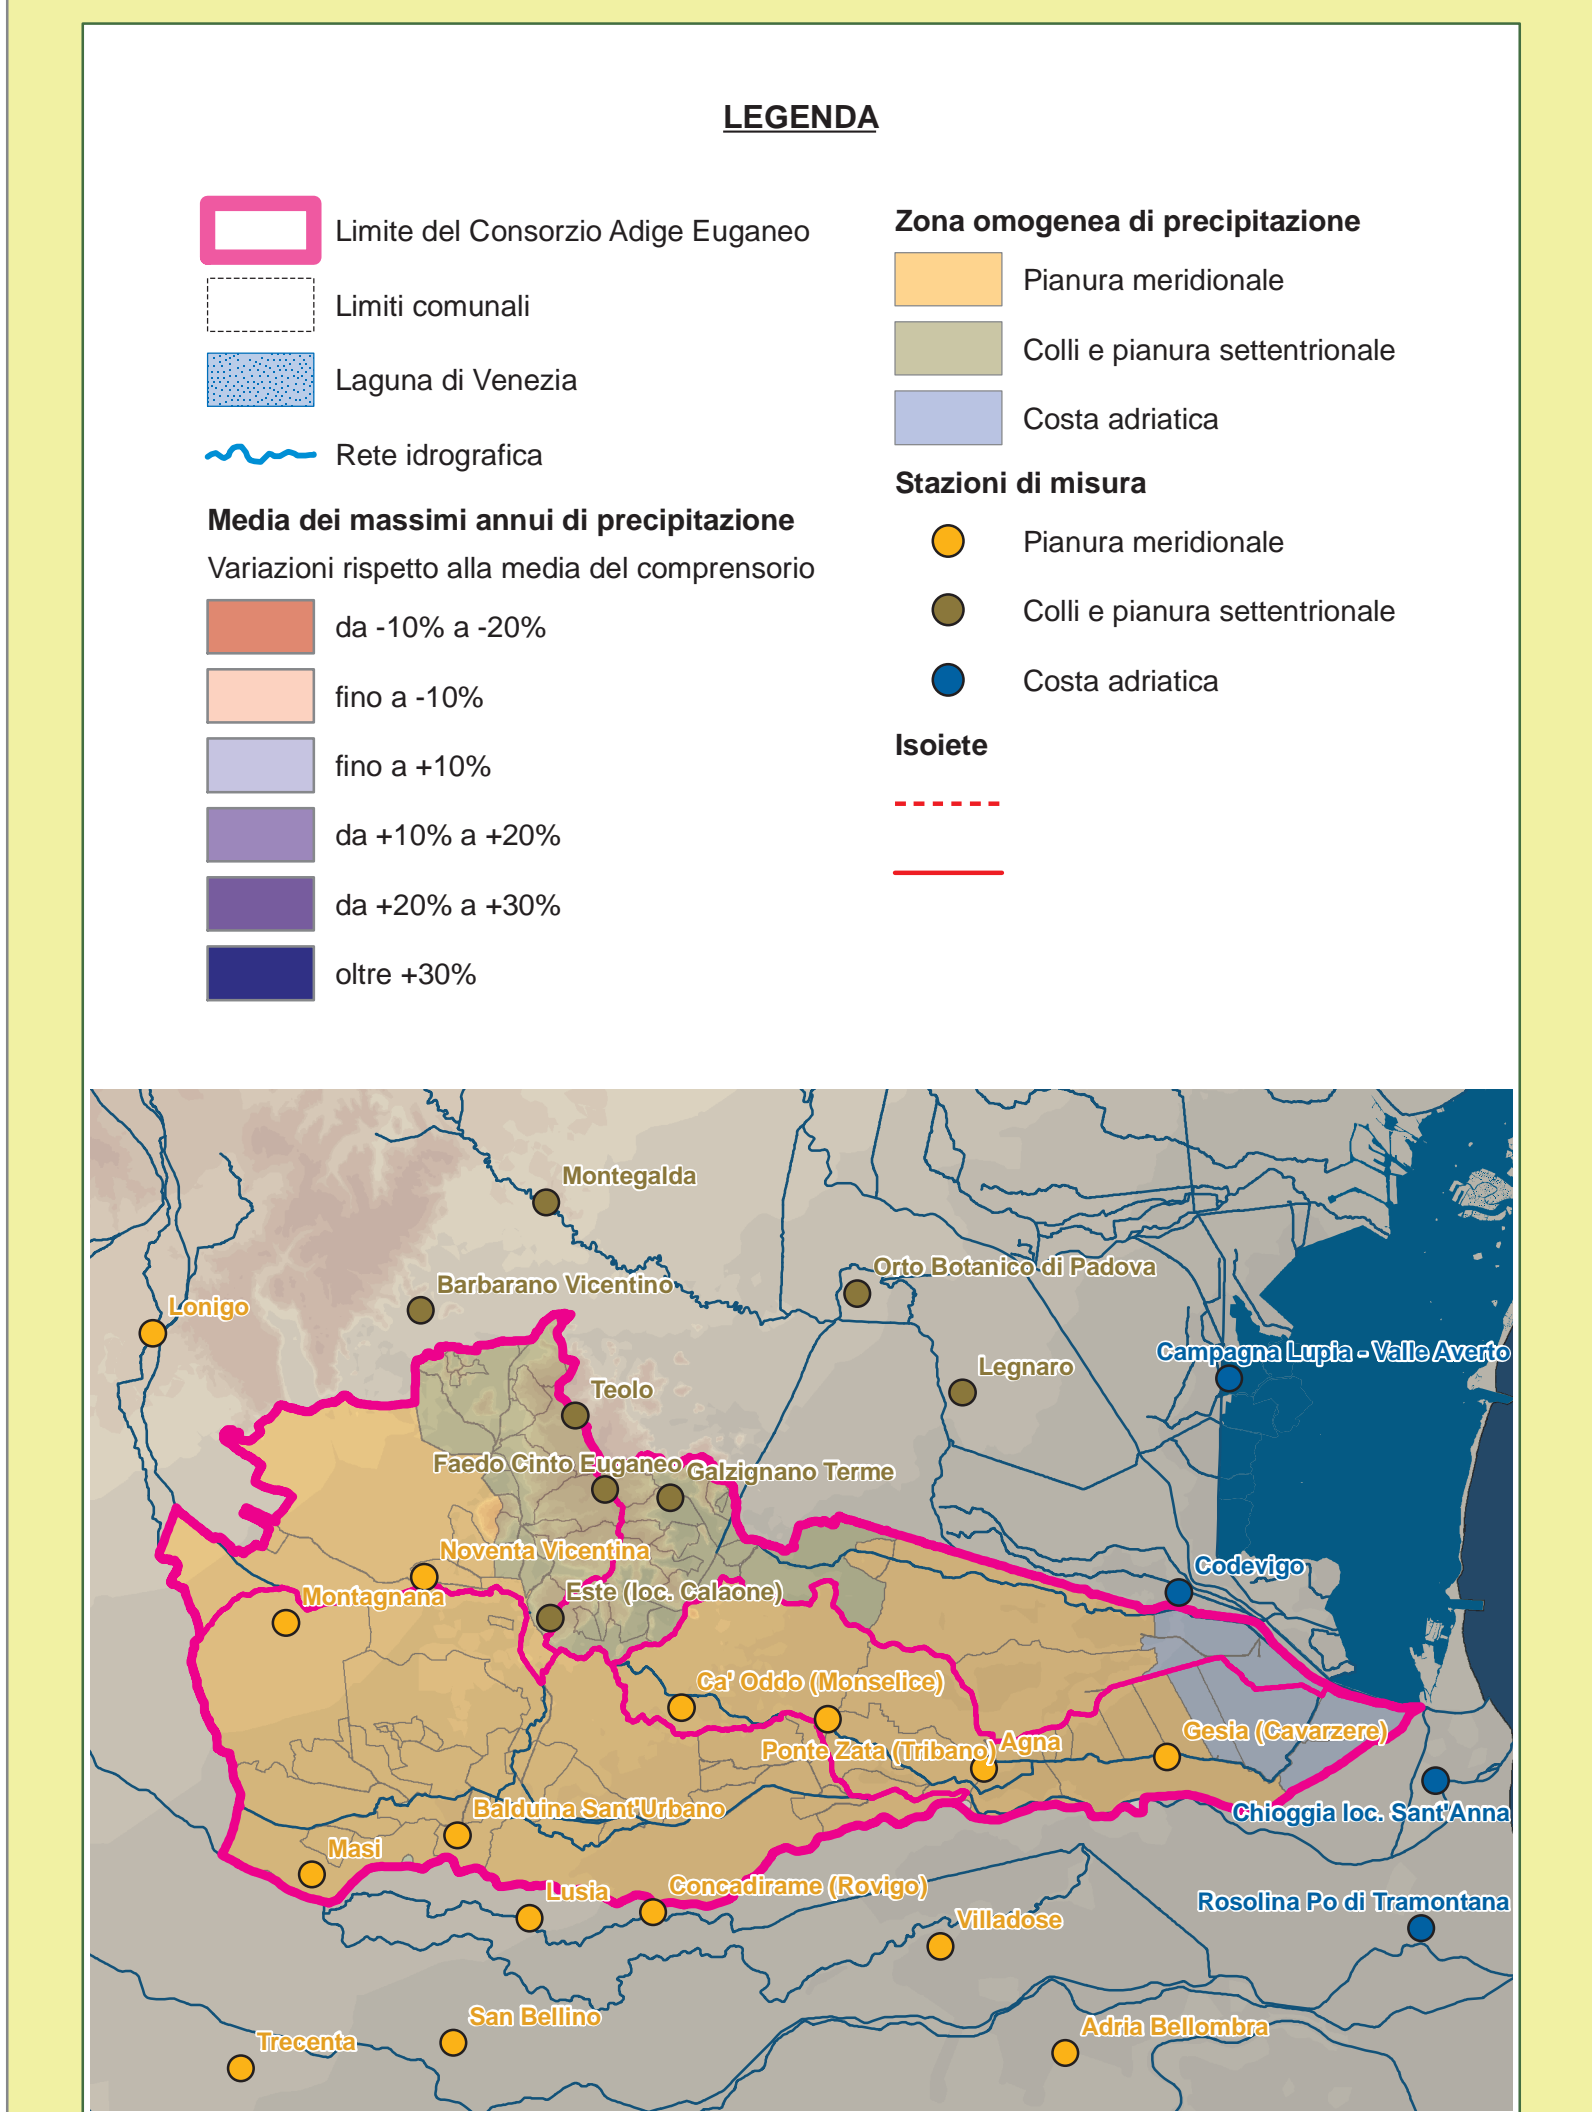 LEGENDA
Limite del Consorzio Adige Euganeo
Limiti comunali
Laguna di Venezia
Rete idrografica
Media dei massimi annui di precipitazione
Variazioni rispetto alla media del comprensorio
da -10% a -20%
fino a -10%
fino a +10%
da +10% a +20%
da +20% a +30%
oltre +30%
Zona omogenea di precipitazione
Pianura meridionale
Colli e pianura settentrionale
Costa adriatica
Stazioni di misura
Pianura meridionale
Colli e pianura settentrionale
Costa adriatica
Isoiete
Montegalda
Orto Botanico di Padova
Barbarano Vicentino
Lonigo
Campagna Lupia - Valle Averto
Legnaro
Teolo
Faedo Cinto Euganeo
Galzignano Terme
Noventa Vicentina
Codevigo
Este (loc. Calaone)
Montagnana
Ca' Oddo (Monselice)
Gesia (Cavarzere)
Ponte Zata (Tribano)
Agna
Balduina Sant'Urbano
Chioggia loc. Sant'Anna
Masi
Lusia
Concadirame (Rovigo)
Rosolina Po di Tramontana
Villadose
San Bellino
Adria Bellombra
Trecenta